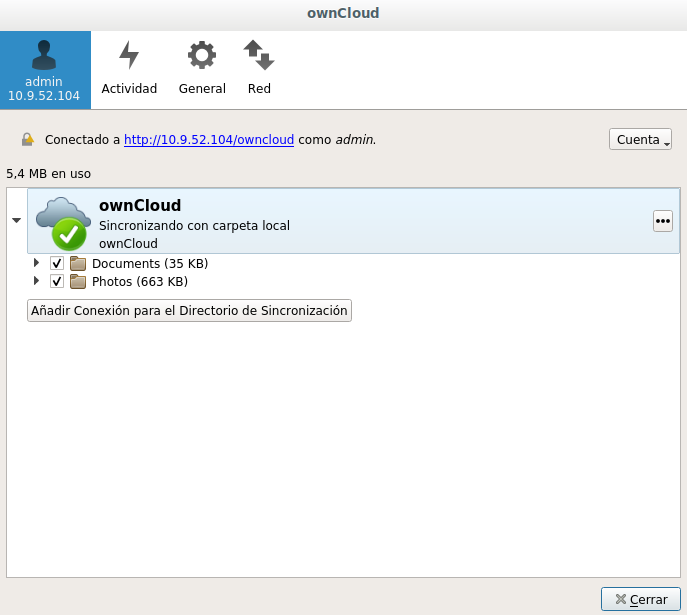 ownCloud
admin
10.9.52.104
Actividad
General
Red
Conectado a http://10.9.52.104/owncloud como admin.
Cuenta
5,4 MB en uso
ownCloud
Sincronizando con carpeta local
ownCloud
Documents (35 KB)
Photos (663 KB)
Añadir Conexión para el Directorio de Sincronización
Cerrar